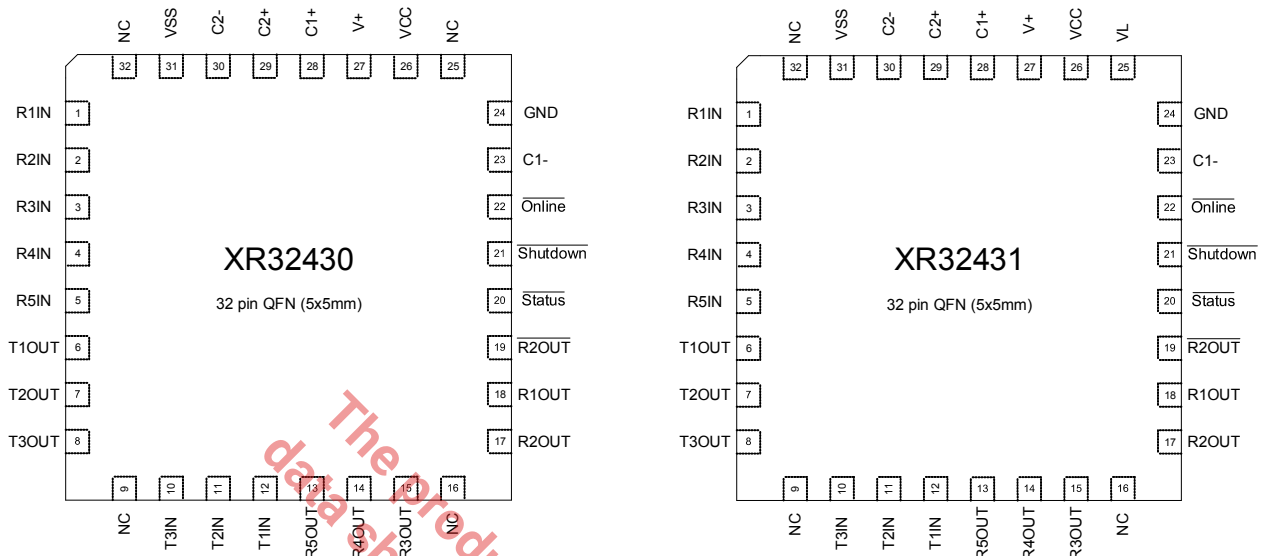 NC VSS C2- C2+ C1+ V+ VCC NC
32 31 30 29 28 27 26 25
R1IN 1
R2IN 2
R3IN 3
R4IN 4
R5IN 5
T1OUT 6
T2OUT 7
T3OUT 8
XR32430
32 pin QFN (5x5mm)
24 GND
23 C1-
22 Online
21 Shutdown
20 Status
19 R2OUT
18 R1OUT
17 R2OUT
9 10 11 12 13 14 15 16
NC T3IN T2IN T1IN R5OUT R4OUT R3OUT NC
The
data
NC VSS C2- C2+ C1+ V+ VCC VL
32 31 30 29 28 27 26 25
R1IN 1
R2IN 2
R3IN 3
R4IN 4
R5IN 5
T1OUT 6
T2OUT 7
T3OUT 8
XR32431
32 pin QFN (5x5mm)
24 GND
23 C1-
22 Online
21 Shutdown
20 Status
19 R2OUT
18 R1OUT
17 R2OUT
9 10 11 12 13 14 15 16
NC T3IN T2IN T1IN R5OUT R4OUT R3OUT NC